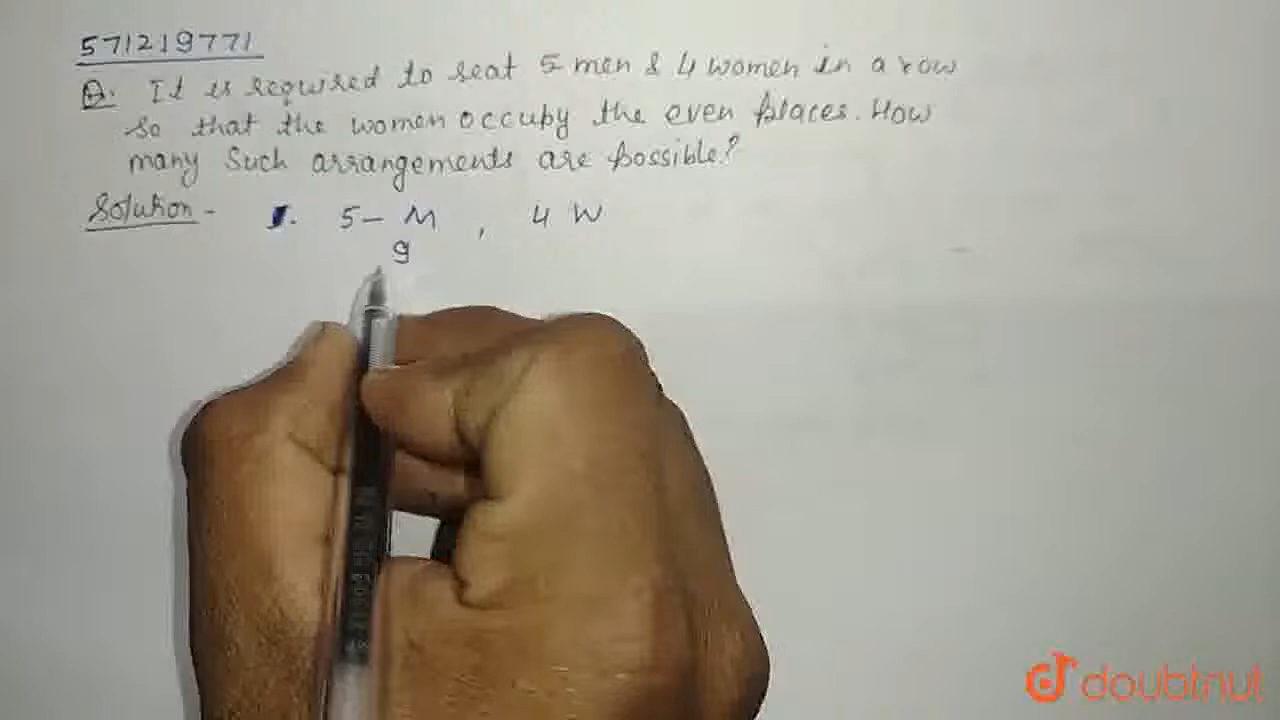 571219771
Q. It is required to seat 5 men & 4 women in a row
so that the women occupy the even places. How
many such arrangements are possible?
Solution - 5 - M , 4 W
9
doubtnut